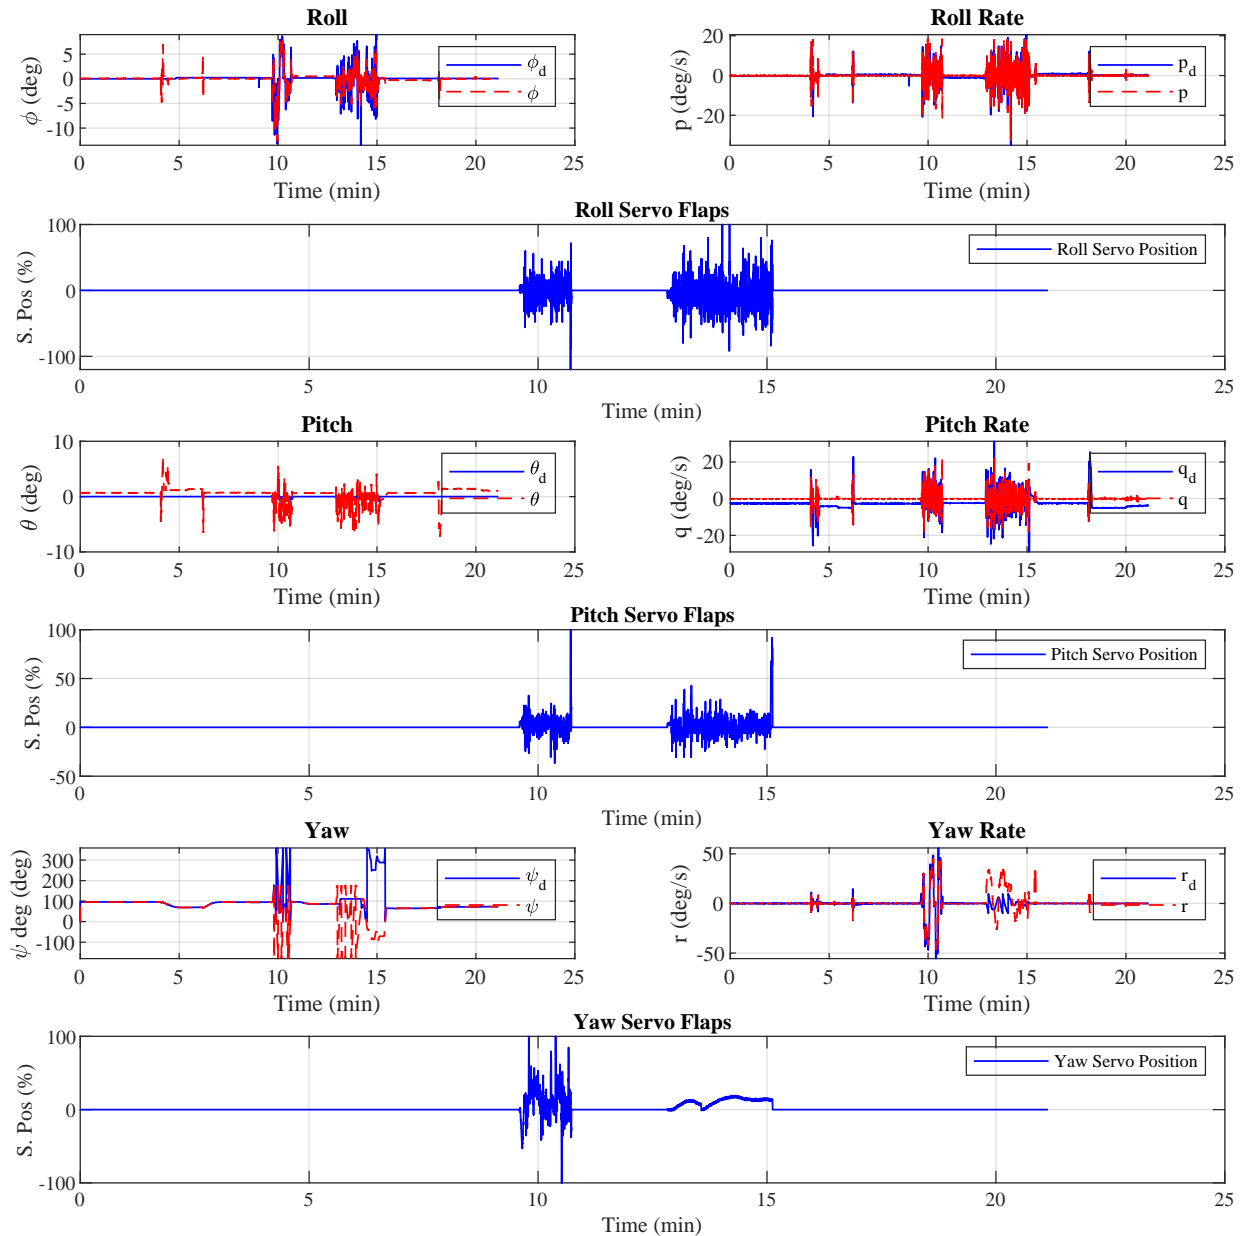 Roll
Roll Rate
ϕ (deg)
5
0
-5
-10
ϕd
ϕ
0 5 10 15 20 25
Time (min)
p (deg/s)
20
0
-20
pd
p
0 5 10 15 20 25
Time (min)
Roll Servo Flaps
S. Pos (%)
100
0
-100
Roll Servo Position
0 5 10 15 20 25
Time (min)
Pitch
Pitch Rate
θ (deg)
10
0
-10
θd
θ
0 5 10 15 20 25
Time (min)
q (deg/s)
20
0
-20
qd
q
0 5 10 15 20 25
Time (min)
Pitch Servo Flaps
S. Pos (%)
100
50
0
-50
Pitch Servo Position
0 5 10 15 20 25
Time (min)
Yaw
Yaw Rate
ψ deg (deg)
300
200
100
0
-100
ψd
ψ
0 5 10 15 20 25
Time (min)
r (deg/s)
50
0
-50
rd
r
0 5 10 15 20 25
Time (min)
Yaw Servo Flaps
S. Pos (%)
100
0
-100
Yaw Servo Position
0 5 10 15 20 25
Time (min)